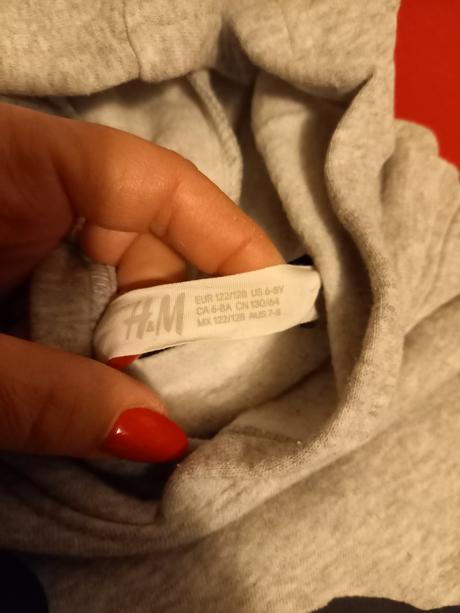 H&M
EUR 122/128 US 6-8Y
CA 6-8A CN 130/64
MX 122/128 AUS 7-8